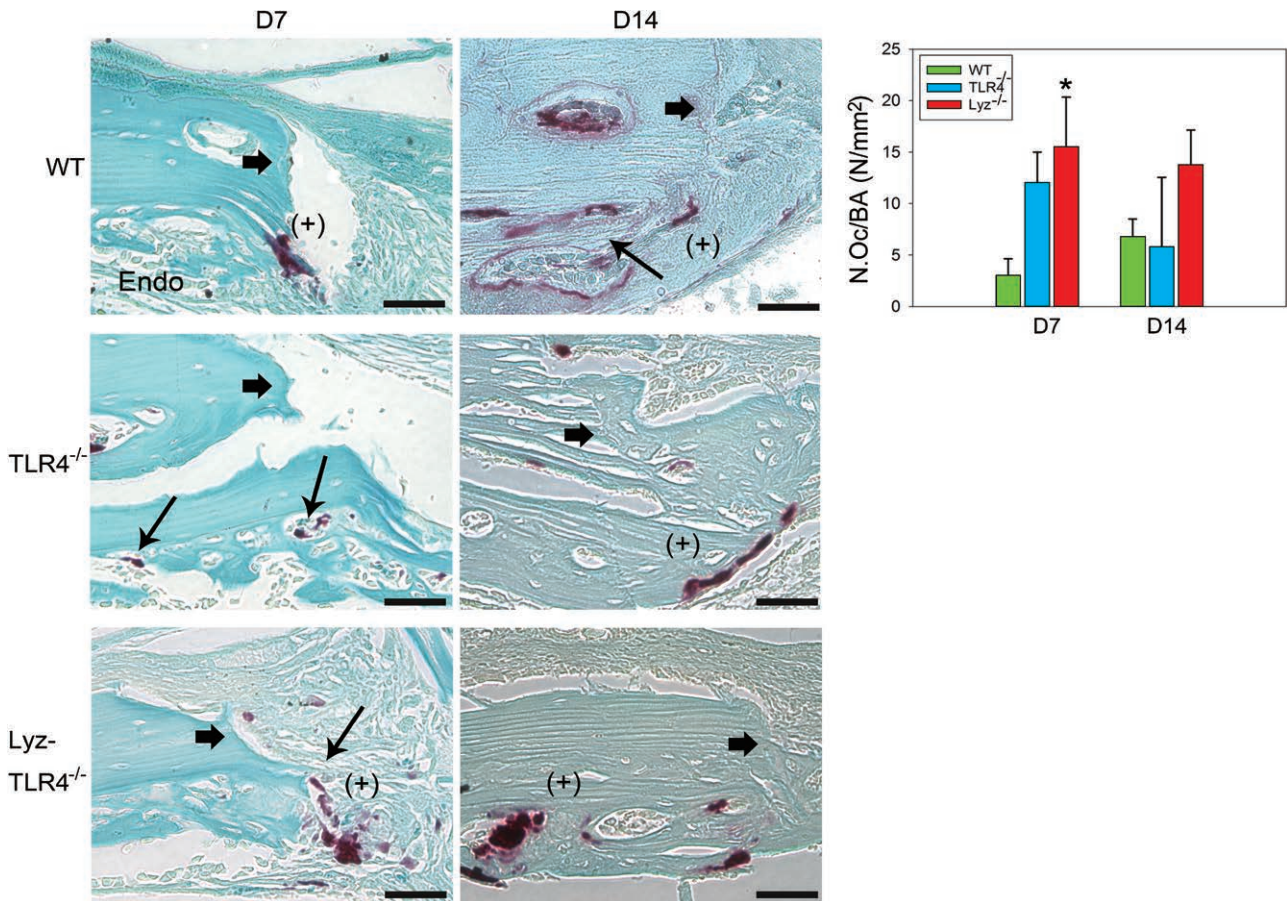 D7 D14
WT
(+)
Endo
(+)
TLR4-/-
(+)
Lyz-
TLR4-/-
(+)
(+)
WT
TLR4-/-
Lyz-/-
*
N.Oc/BA (N/mm2)
25
20
15
10
5
0
D7 D14